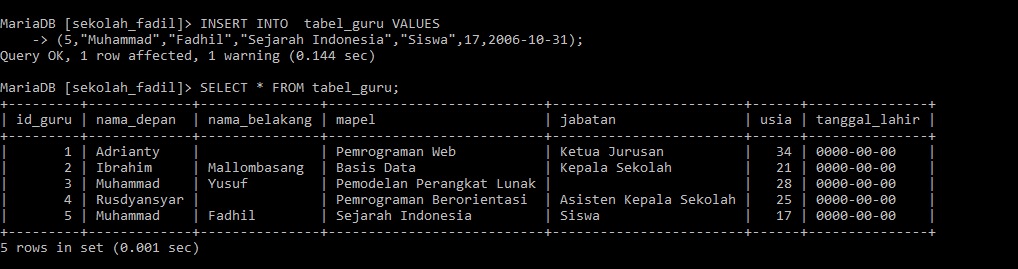 MariaDB [sekolah_fadil]> INSERT INTO  tabel_guru VALUES
    -> (5,"Muhammad","Fadhil","Sejarah Indonesia","Siswa",17,2006-10-31);
Query OK, 1 row affected, 1 warning (0.144 sec)

MariaDB [sekolah_fadil]> SELECT * FROM tabel_guru;
+---------+------------+---------------+---------------------------+------------------------+------+---------------+
| id_guru | nama_depan | nama_belakang | mapel                     | jabatan                | usia | tanggal_lahir |
+---------+------------+---------------+---------------------------+------------------------+------+---------------+
|       1 | Adrianty   |               | Pemrograman Web           | Ketua Jurusan          |   34 | 0000-00-00    |
|       2 | Ibrahim    | Mallombasang  | Basis Data                | Kepala Sekolah         |   21 | 0000-00-00    |
|       3 | Muhammad   | Yusuf         | Pemodelan Perangkat Lunak |                        |   28 | 0000-00-00    |
|       4 | Rusdyansyar|               | Pemrograman Berorientasi  | Asisten Kepala Sekolah |   25 | 0000-00-00    |
|       5 | Muhammad   | Fadhil        | Sejarah Indonesia         | Siswa                  |   17 | 0000-00-00    |
+---------+------------+---------------+---------------------------+------------------------+------+---------------+
5 rows in set (0.001 sec)